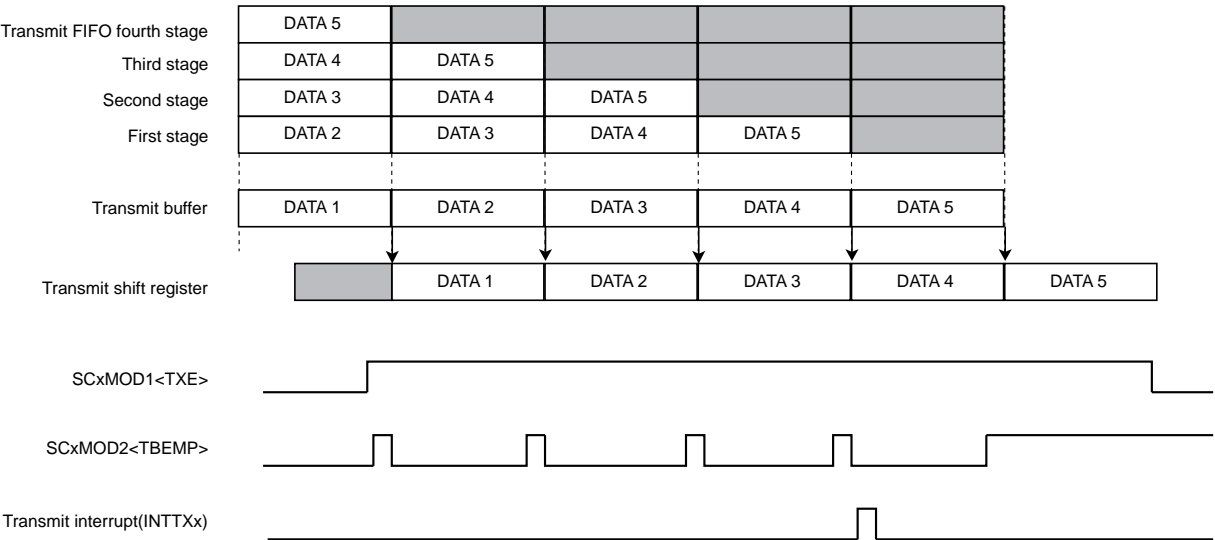 Transmit FIFO fourth stage DATA 5
Third stage DATA 4 DATA 5
Second stage DATA 3 DATA 4 DATA 5
First stage DATA 2 DATA 3 DATA 4 DATA 5
Transmit buffer DATA 1 DATA 2 DATA 3 DATA 4 DATA 5
Transmit shift register DATA 1 DATA 2 DATA 3 DATA 4 DATA 5
SCxMOD1<TXE>
SCxMOD2<TBEMP>
Transmit interrupt(INTTXx)